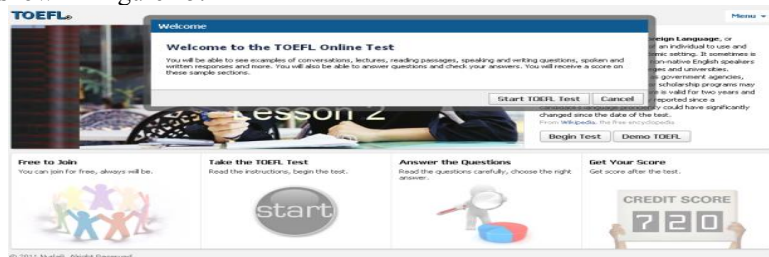 TOEFL®
Menu
Welcome
Welcome to the TOEFL Online Test
You will be able to see examples of conversations, lectures, reading passages, speaking and writing questions, spoken and
written responses and more. You will also be able to answer questions and check your answers. You will receive a score on
these sample sections.
Start TOEFL Test Cancel
reign Language, or
an individual to use and
mic setting. It sometimes is
non-native English speakers
ges and universities.
s government agencies,
scholarship programs may
e is valid for two years and
reported since a
could have significantly
changed since the date of the test.
From Wikipedia, the free encyclopedia
Lesson 2
Begin Test Demo TOEFL
Free to Join
You can join for free, always will be.
Take the TOEFL Test
Read the instructions, begin the test.
Answer the Questions
Read the questions carefully, choose the right
answer.
Get Your Score
Get score after the test.
start
CREDIT SCORE
720